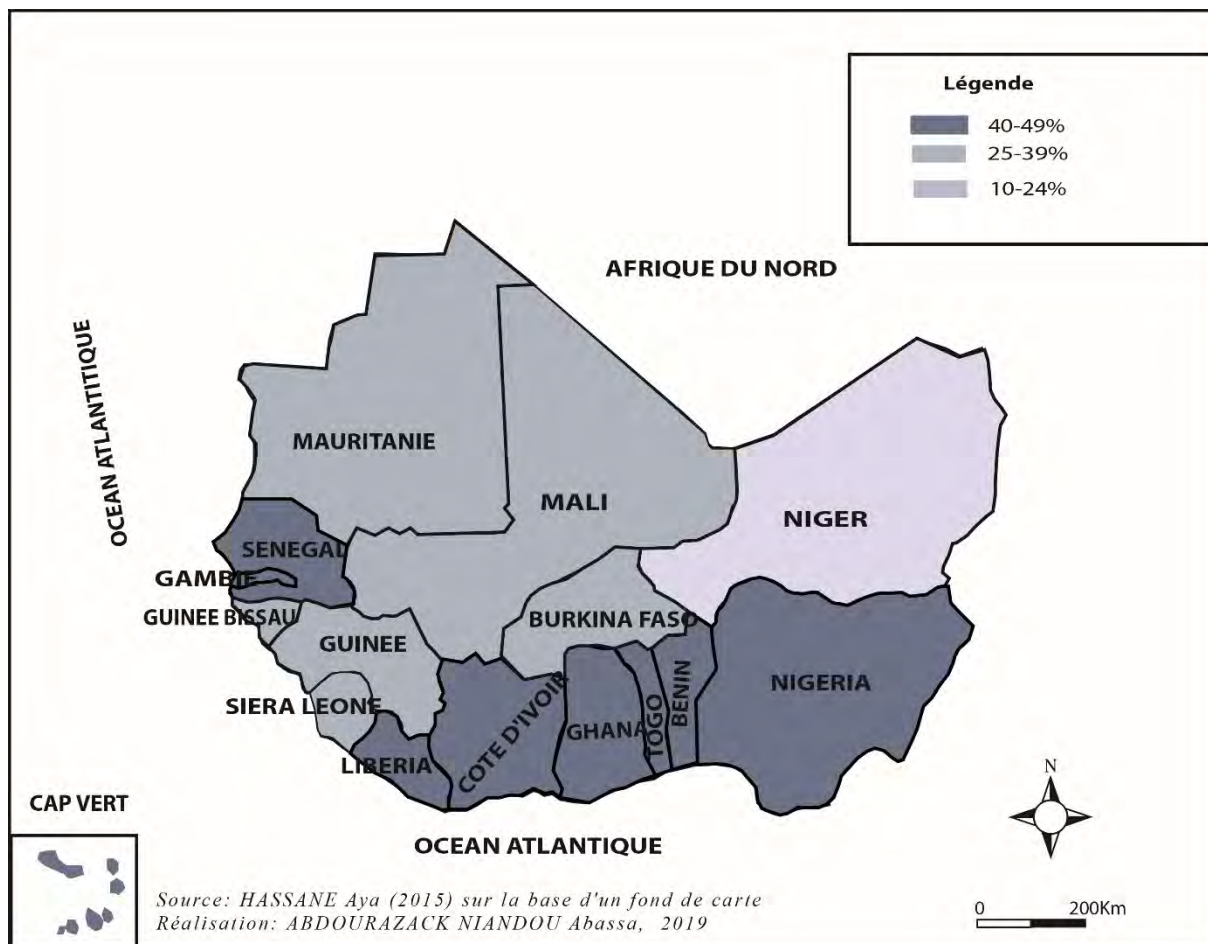 Légende
40-49%
25-39%
10-24%
AFRIQUE DU NORD
OCEAN ATLANTITIQUE
MAURITANIE
MALI
NIGER
SENEGAL
GAMBIE
GUINEE BISSAU
BURKINA FASO
GUINEE
SIERA LEONE
LIBERIA
COTE D'IVOIR
GHANA
TOGO
BENIN
NIGERIA
CAP VERT
OCEAN ATLANTIQUE
N
Source: HASSANE Aya (2015) sur la base d'un fond de carte
Réalisation: ABDOURAZACK NIANDOU Abassa, 2019
0 200Km